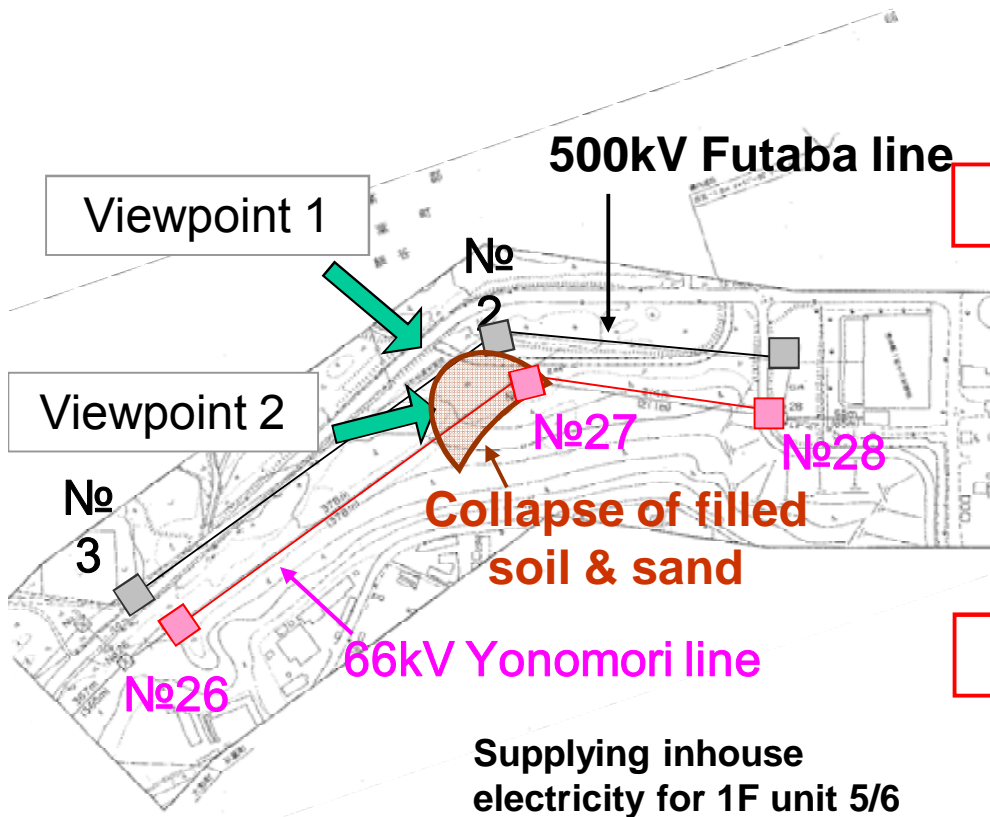 500kV Futaba line
Viewpoint 1
№
2
Viewpoint 2
№27
№28
№
3
Collapse of filled
soil & sand
66kV Yonomori line
№26
Supplying inhouse
electricity for 1F unit 5/6